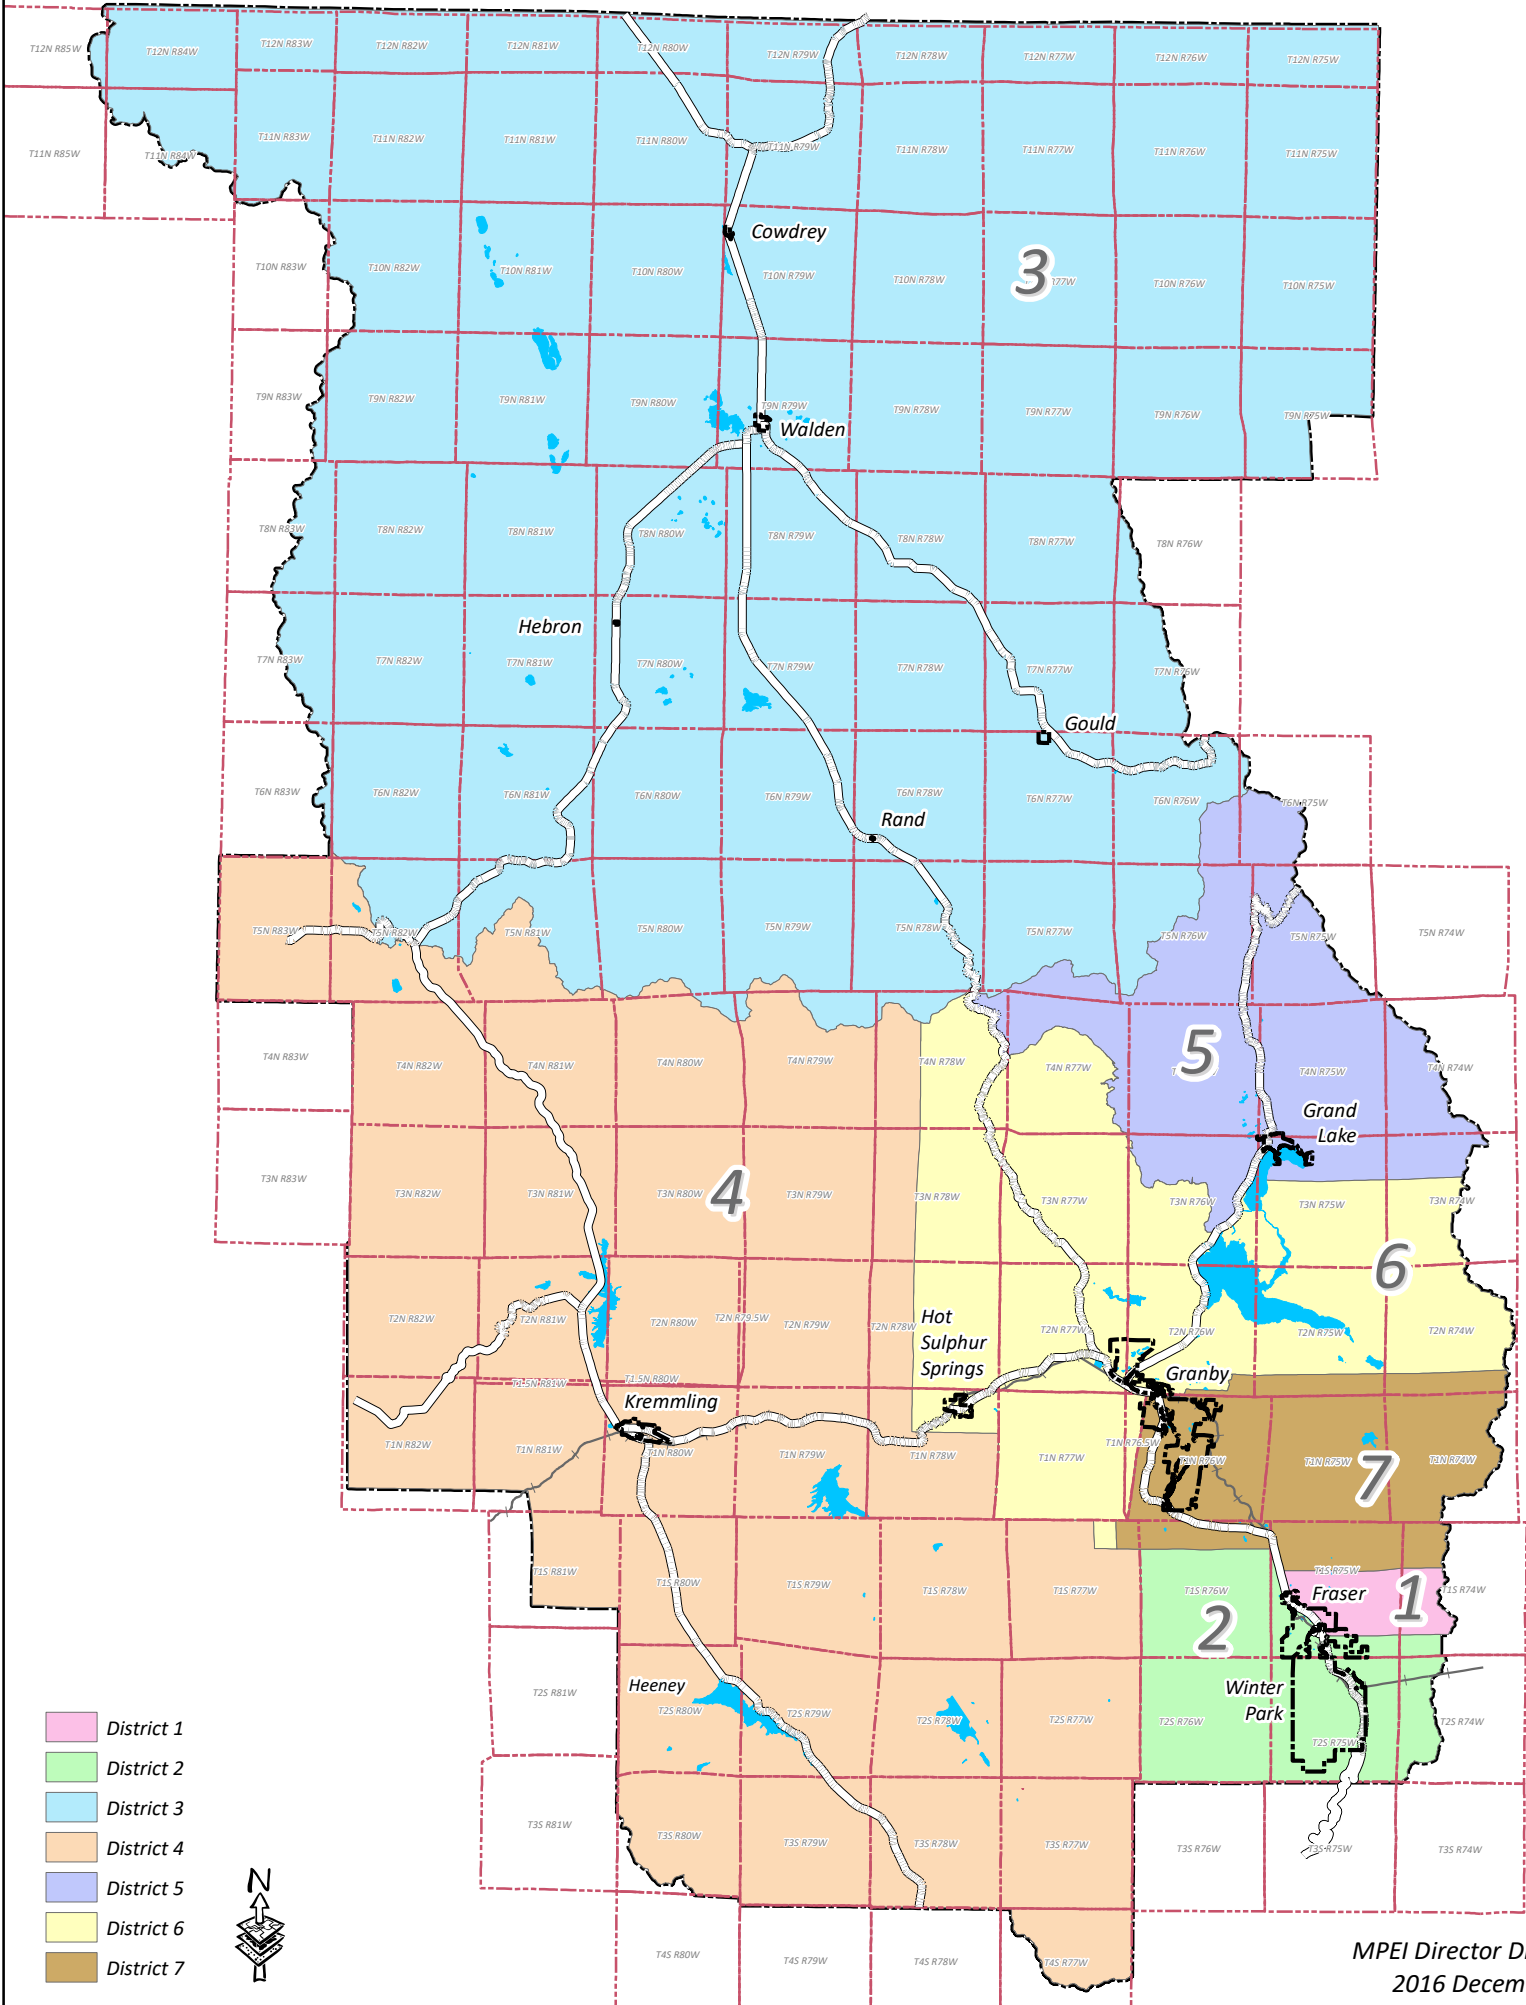 T12N R85W
T12N R84W
T12N R83W
T12N R82W
T12N R81W
T12N R80W
T12N R79W
T12N R78W
T12N R77W
T12N R76W
T12N R75W
T11N R85W
T11N R84W
T11N R83W
T11N R82W
T11N R81W
T11N R80W
T11N R79W
T11N R78W
T11N R77W
T11N R76W
T11N R75W
Cowdrey
3
T10N R83W
T10N R82W
T10N R81W
T10N R80W
T10N R79W
T10N R78W
77W
T10N R76W
T10N R75W
T9N R83W
T9N R82W
T9N R81W
T9N R80W
T9N R79W
T9N R78W
T9N R77W
T9N R76W
T9N R75W
Walden
T8N R83W
T8N R82W
T8N R81W
T8N R80W
T8N R79W
T8N R78W
T8N R77W
T8N R76W
Hebron
T7N R83W
T7N R82W
T7N R81W
T7N R80W
T7N R79W
T7N R78W
T7N R77W
T7N R76W
Gould
T6N R83W
T6N R82W
T6N R81W
T6N R80W
T6N R79W
T6N R78W
T6N R77W
T6N R76W
T6N R75W
Rand
T5N R83W
T5N R82W
T5N R81W
T5N R80W
T5N R79W
T5N R78W
T5N R77W
T5N R76W
T5N R75W
T5N R74W
5
T4N R83W
T4N R82W
T4N R81W
T4N R80W
T4N R79W
T4N R78W
T4N R77W
T4N R75W
T4N R74W
Grand
Lake
4
T3N R83W
T3N R82W
T3N R81W
T3N R80W
T3N R79W
T3N R78W
T3N R77W
T3N R76W
T3N R75W
T3N R74W
6
T2N R82W
T2N R81W
T2N R80W
T2N R79.5W
T2N R79W
T2N R78W
Hot
Sulphur
Springs
T2N R77W
T2N R76W
T2N R75W
T2N R74W
Granby
T1.5N R81W
T1.5N R80W
Kremmling
T1N R82W
T1N R81W
T1N R80W
T1N R79W
T1N R78W
T1N R77W
T1N R76.5W
T1N R76W
T1N R75W
T1N R74W
7
T1S R81W
T1S R80W
T1S R79W
T1S R78W
T1S R77W
T1S R76W
T1S R75W
T1S R74W
Fraser
1
2
Heeney
Winter
Park
T2S R81W
T2S R80W
T2S R79W
T2S R78W
T2S R77W
T2S R76W
T2S R75W
T2S R74W
T3S R81W
T3S R80W
T3S R79W
T3S R78W
T3S R77W
T3S R76W
T3S R75W
T3S R74W
T4S R80W
T4S R79W
T4S R78W
T4S R77W
District 1
District 2
District 3
District 4
District 5
District 6
District 7
N
MPEI Director D
2016 Decem